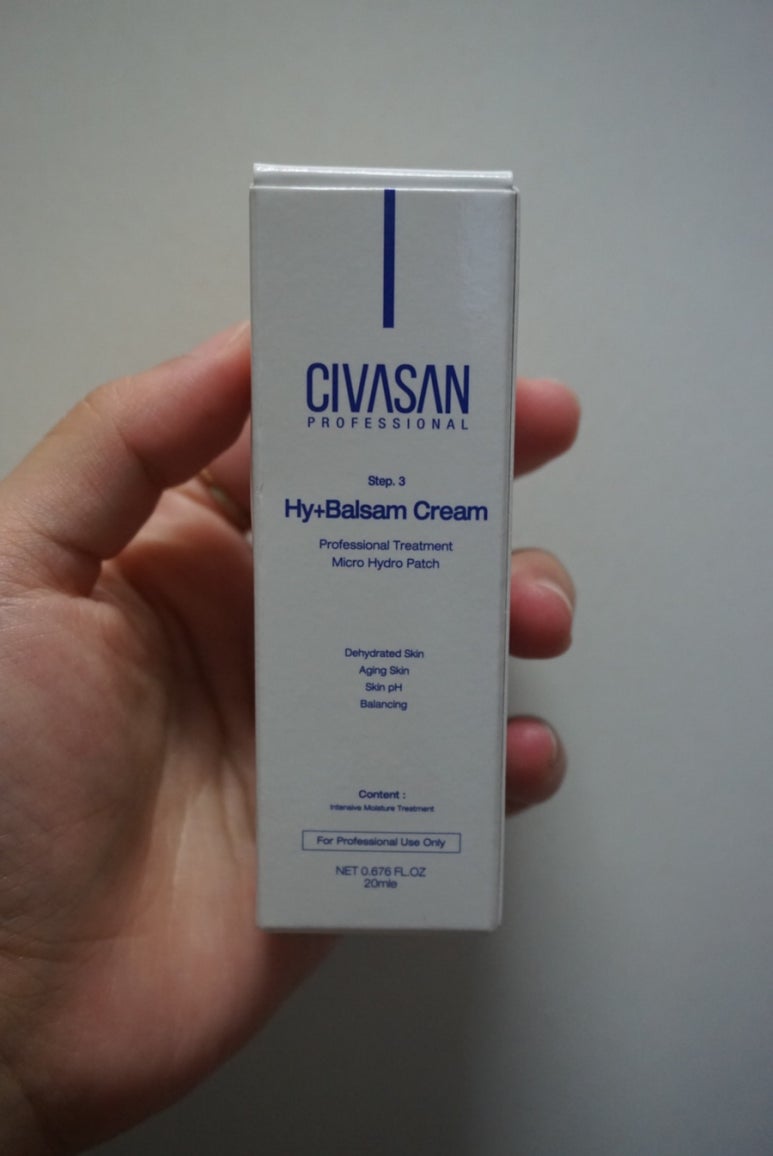 CIVASAN
PROFESSIONAL
Step. 3
Hy+Balsam Cream
Professional Treatment
Micro Hydro Patch
Dehydrated Skin
Aging Skin
Skin pH
Balancing
Content :
Intensive Moisture Treatment
For Professional Use Only
NET 0.676 FL.OZ
20mle